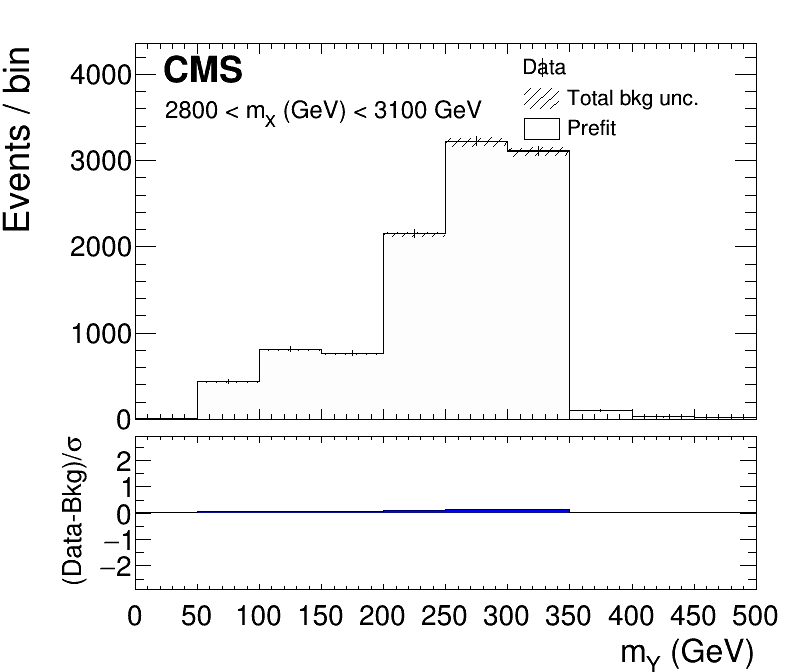 Events / bin
4000
3000
2000
1000
0
CMS
2800 < mX (GeV) < 3100 GeV
Data
Total bkg unc.
Prefit
(Data-Bkg)/σ
2
1
0
−1
−2
0 50 100 150 200 250 300 350 400 450 500
mY (GeV)